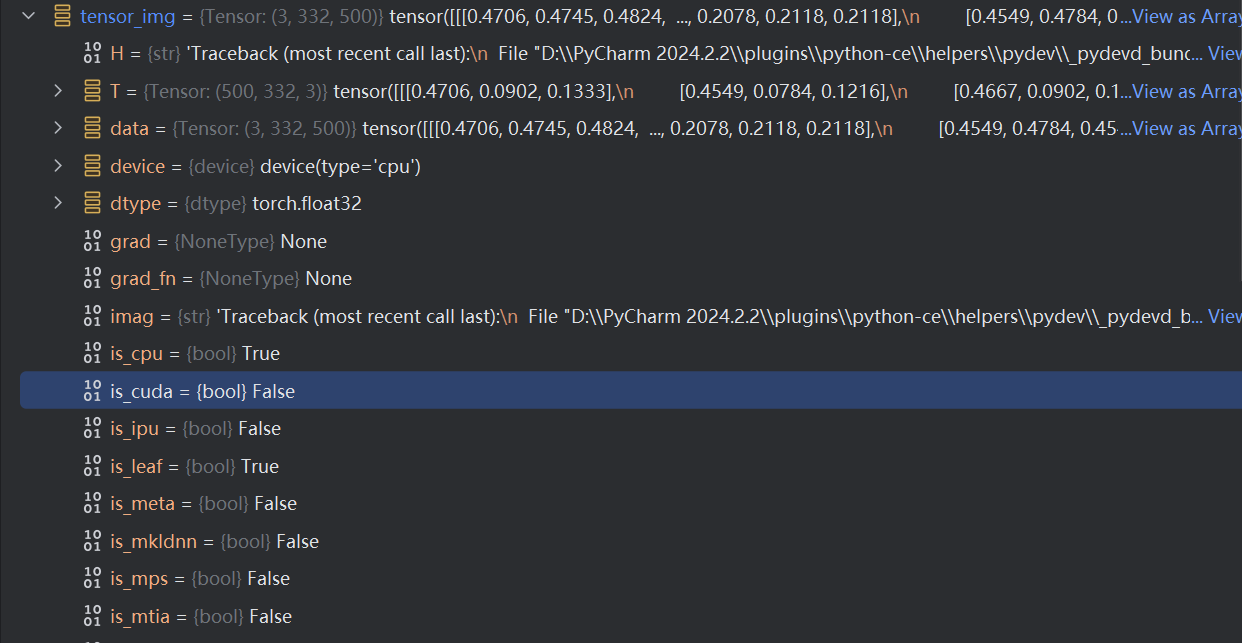 tensor_img = {Tensor: (3, 332, 500)} tensor([[[0.4706, 0.4745, 0.4824, ..., 0.2078, 0.2118, 0.2118],\n [0.4549, 0.4784, 0...View as Array
H = {str} 'Traceback (most recent call last):\n File "D:\\PyCharm 2024.2.2\\plugins\\python-ce\\helpers\\pydev\\_pydevd_bunc... View
T = {Tensor: (500, 332, 3)} tensor([[[0.4706, 0.0902, 0.1333],\n [0.4549, 0.0784, 0.1216],\n [0.4667, 0.0902, 0.1...View as Array
data = {Tensor: (3, 332, 500)} tensor([[[0.4706, 0.4745, 0.4824, ..., 0.2078, 0.2118, 0.2118],\n [0.4549, 0.4784, 0.45...View as Array
device = {device} device(type='cpu')
dtype = {dtype} torch.float32
grad = {NoneType} None
grad_fn = {NoneType} None
imag = {str} 'Traceback (most recent call last):\n File "D:\\PyCharm 2024.2.2\\plugins\\python-ce\\helpers\\pydev\\_pydevd_b... View
is_cpu = {bool} True
is_cuda = {bool} False
is_ipu = {bool} False
is_leaf = {bool} True
is_meta = {bool} False
is_mkldnn = {bool} False
is_mps = {bool} False
is_mtia = {bool} False